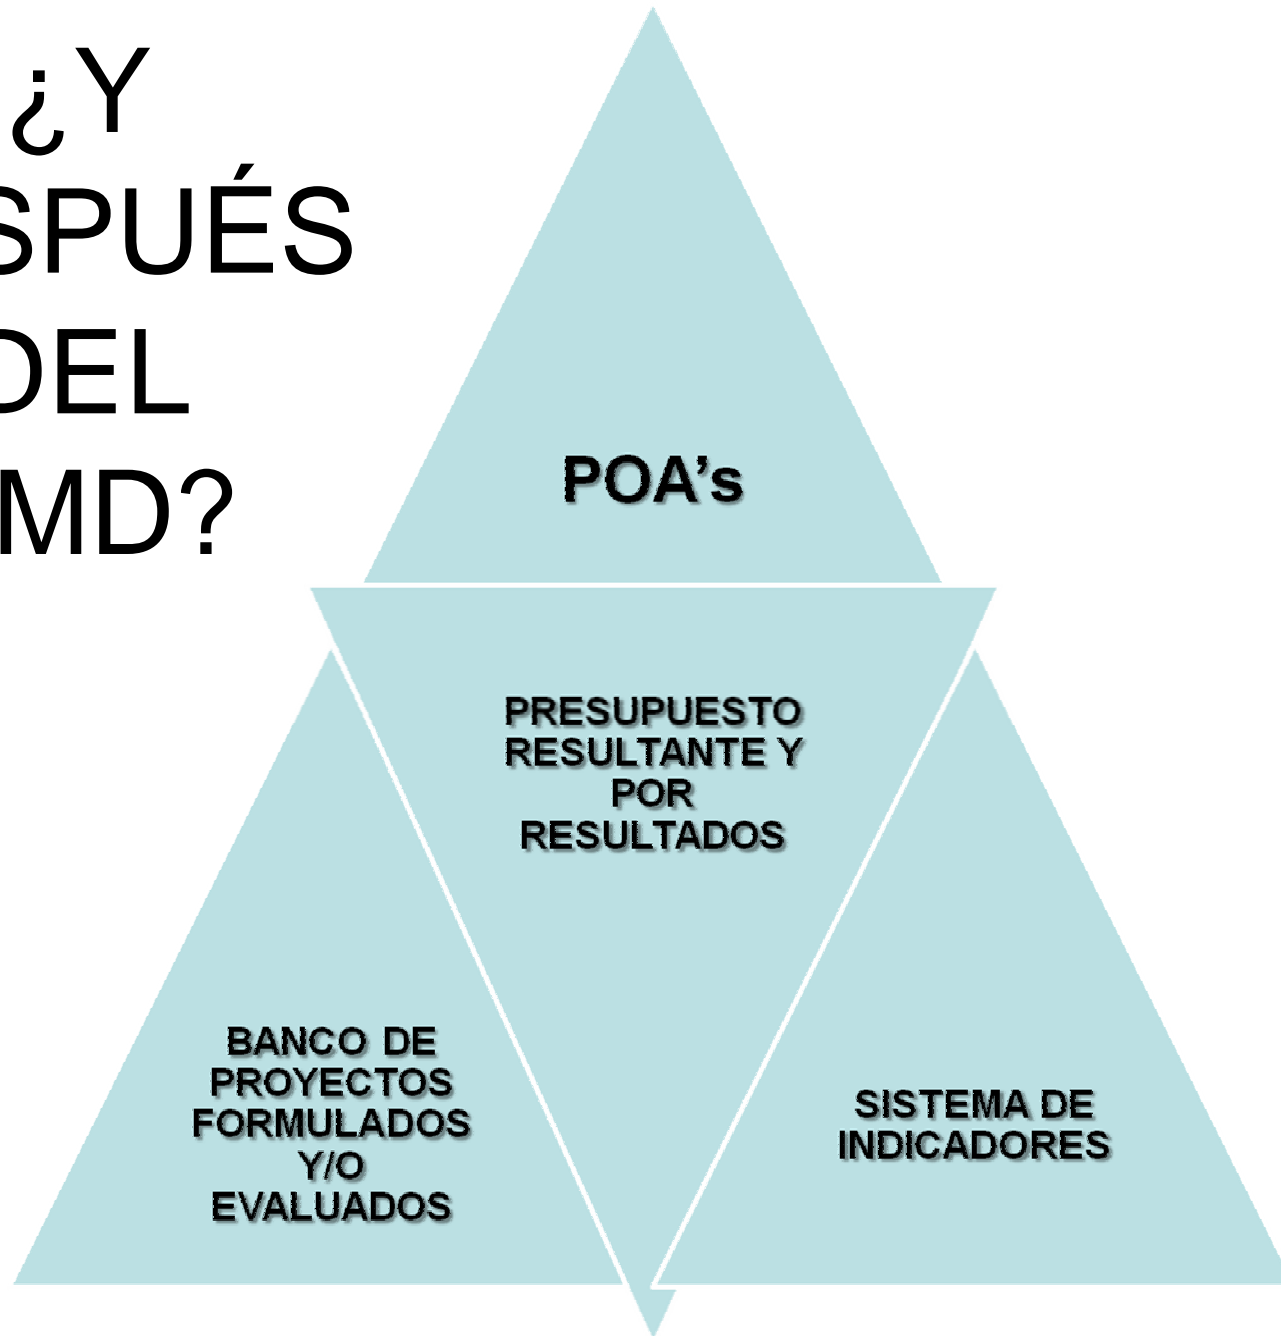 ¿Y
SPUÉS
DEL
MD?
POA’s
PRESUPUESTO
RESULTANTE Y
POR
RESULTADOS
BANCO DE
PROYECTOS
FORMULADOS
Y/O
EVALUADOS
SISTEMA DE
INDICADORES